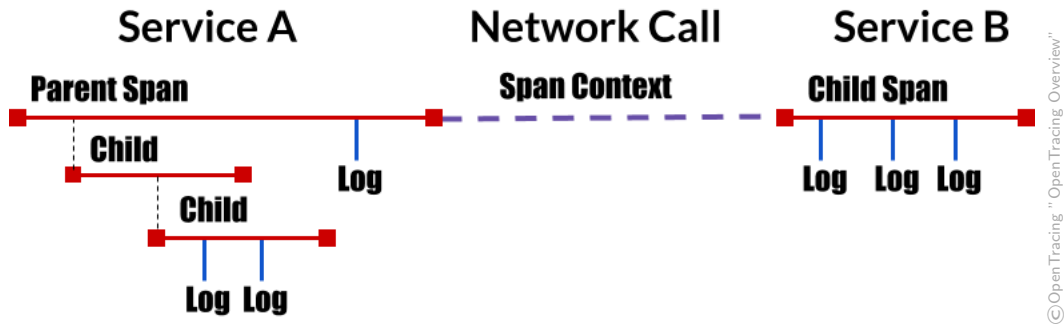 Service A
Network Call
Service B
Parent Span
Span Context
Child Span
Child
Log
Log
Log
Log
Child
Log
Log
©OpenTracing " OpenTracing Overview"